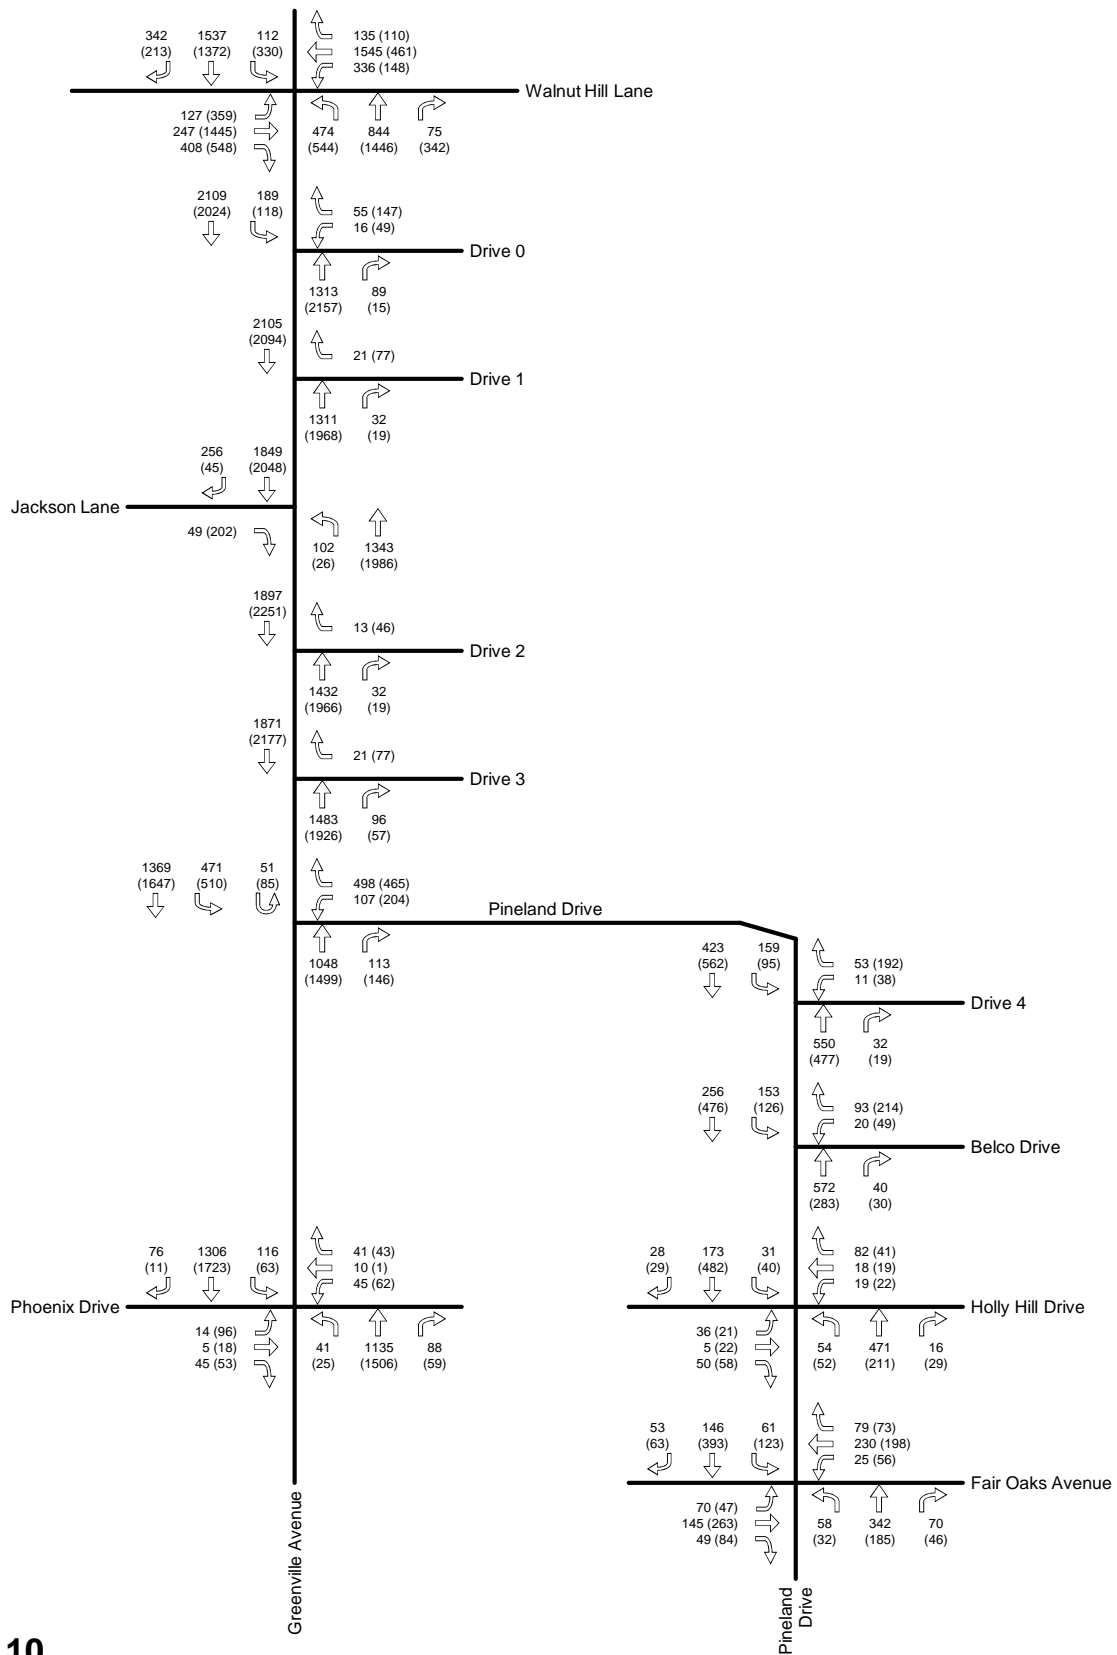 342 1537 112 135 (110)
(213) (1372) (330) 1545 (461)
336 (148)
Walnut Hill Lane
127 (359)
247 (1445) 474 844 75
408 (548) (544) (1446) (342)
2109 189 55 (147)
(2024) (118) 16 (49)
Drive 0
1313 89
(2157) (15)
2105
(2094) 21 (77)
Drive 1
1311 32
(1968) (19)
256 1849
(45) (2048)
Jackson Lane
49 (202)
102 1343
(26) (1986)
1897
(2251)
13 (46)
Drive 2
1432 32
(1966) (19)
1871
(2177)
21 (77)
Drive 3
1483 96
(1926) (57)
1369 471 51
(1647) (510) (85) 498 (465)
107 (204)
Pineland Drive
1048 113
(1499) (146)
423 159
(562) (95) 53 (192)
11 (38)
Drive 4
550 32
(477) (19)
256 153
(476) (126) 93 (214)
20 (49)
Belco Drive
572 40
(283) (30)
76 1306 116 41 (43)
(11) (1723) (63) 10 (1)
45 (62)
Phoenix Drive
14 (96)
5 (18) 41 1135 88
45 (53) (25) (1506) (59)
28 173 31 82 (41)
(29) (482) (40) 18 (19)
19 (22)
Holly Hill Drive
36 (21)
5 (22) 54 471 16
50 (58) (52) (211) (29)
53 146 61 79 (73)
(63) (393) (123) 230 (198)
25 (56)
Fair Oaks Avenue
70 (47)
145 (263) 58 342 70
49 (84) (32) (185) (46)
Greenville Avenue
Pineland
Drive
10